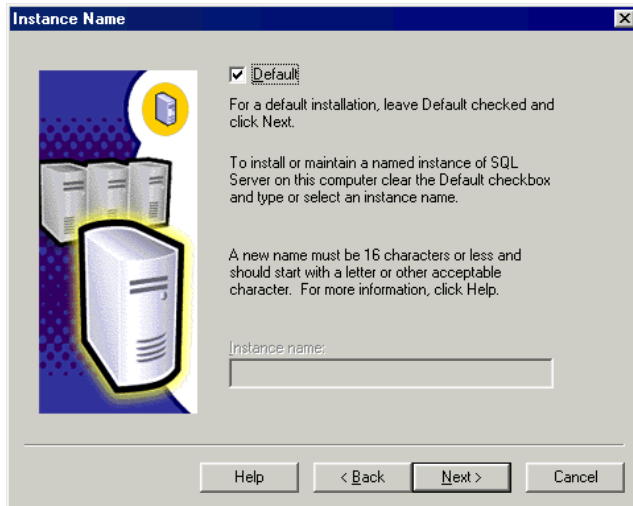 Instance Name
Default
For a default installation, leave Default checked and
click Next.
To install or maintain a named instance of SQL
Server on this computer clear the Default checkbox
and type or select an instance name.
A new name must be 16 characters or less and
should start with a letter or other acceptable
character. For more information, click Help.
Instance name:
Help < Back Next > Cancel